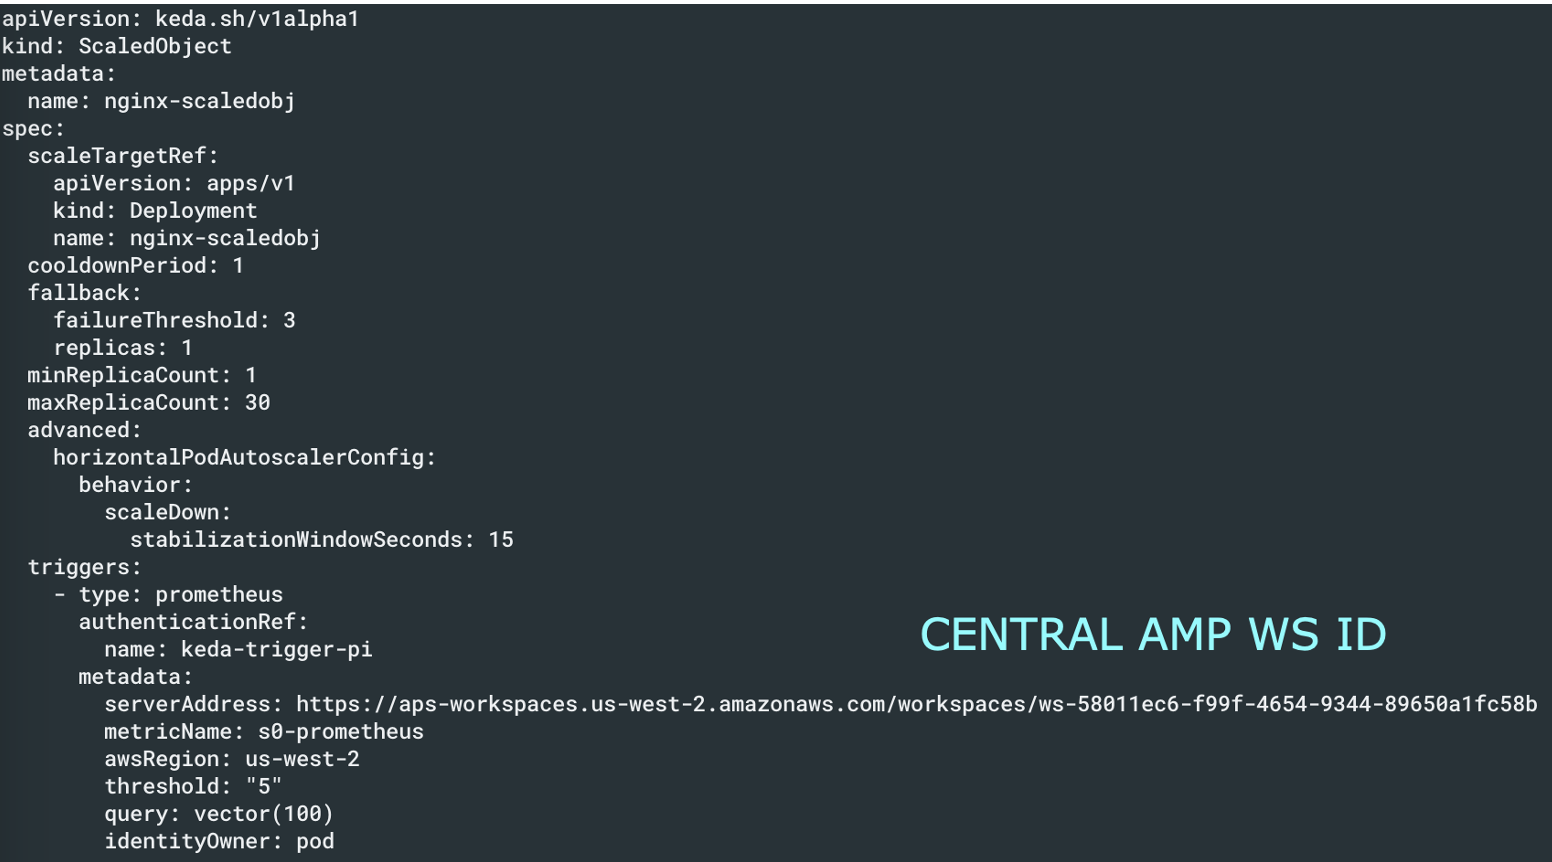 apiVersion: keda.sh/v1alpha1
kind: ScaledObject
metadata:
  name: nginx-scaledobj
spec:
  scaleTargetRef:
    apiVersion: apps/v1
    kind: Deployment
    name: nginx-scaledobj
  cooldownPeriod: 1
  fallback:
    failureThreshold: 3
    replicas: 1
  minReplicaCount: 1
  maxReplicaCount: 30
  advanced:
    horizontalPodAutoscalerConfig:
      behavior:
        scaleDown:
          stabilizationWindowSeconds: 15
  triggers:
    - type: prometheus
      authenticationRef:
        name: keda-trigger-pi
CENTRAL AMP WS ID
      metadata:
        serverAddress: https://aps-workspaces.us-west-2.amazonaws.com/workspaces/ws-58011ec6-f99f-4654-9344-89650a1fc58b
        metricName: s0-prometheus
        awsRegion: us-west-2
        threshold: "5"
        query: vector(100)
        identityOwner: pod